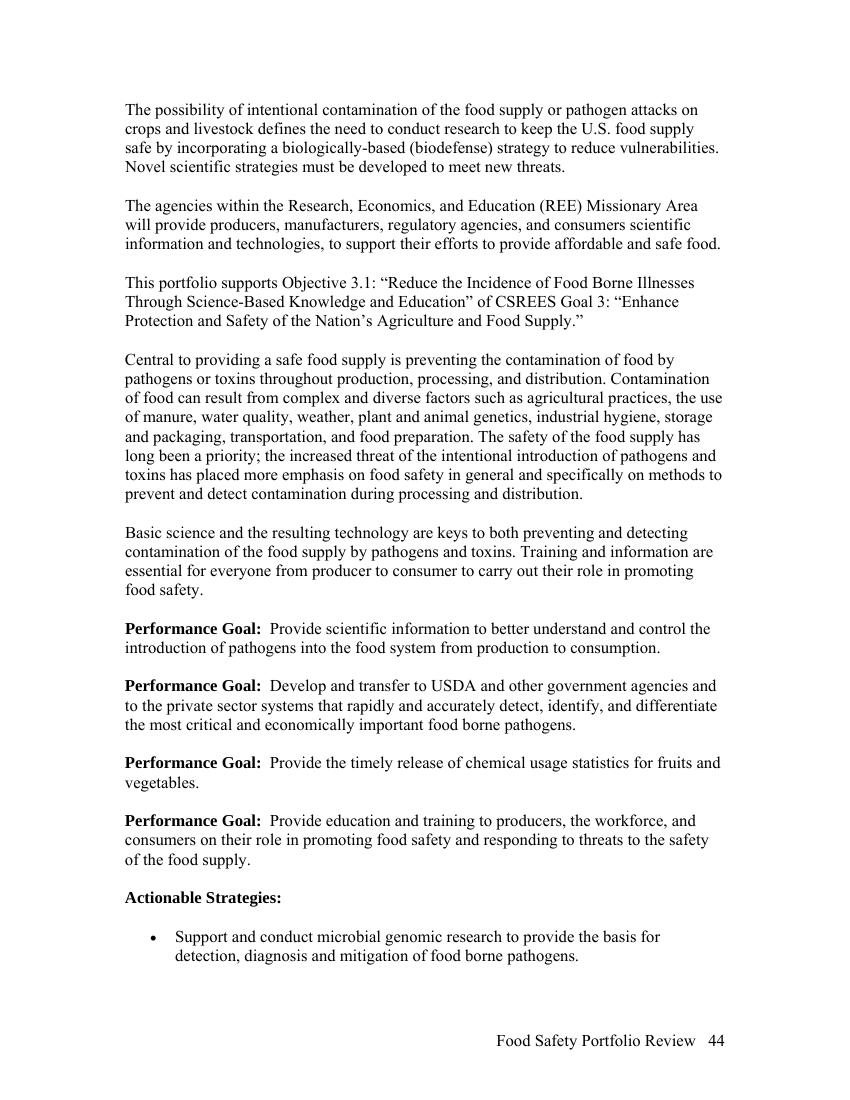 The possibility of intentional contamination of the food supply or pathogen attacks on
crops and livestock defines the need to conduct research to keep the U.S. food supply
safe by incorporating a biologically-based (biodefense) strategy to reduce vulnerabilities.
Novel scientific strategies must be developed to meet new threats.
The agencies within the Research, Economics, and Education (REE) Missionary Area
will provide producers, manufacturers, regulatory agencies, and consumers scientific
information and technologies, to support their efforts to provide affordable and safe food.
This portfolio supports Objective 3.1: “Reduce the Incidence of Food Borne Illnesses
Through Science-Based Knowledge and Education” of CSREES Goal 3: “Enhance
Protection and Safety of the Nation’s Agriculture and Food Supply.”
Central to providing a safe food supply is preventing the contamination of food by
pathogens or toxins throughout production, processing, and distribution. Contamination
of food can result from complex and diverse factors such as agricultural practices, the use
of manure, water quality, weather, plant and animal genetics, industrial hygiene, storage
and packaging, transportation, and food preparation. The safety of the food supply has
long been a priority; the increased threat of the intentional introduction of pathogens and
toxins has placed more emphasis on food safety in general and specifically on methods to
prevent and detect contamination during processing and distribution.
Basic science and the resulting technology are keys to both preventing and detecting
contamination of the food supply by pathogens and toxins. Training and information are
essential for everyone from producer to consumer to carry out their role in promoting
food safety.
Performance Goal: Provide scientific information to better understand and control the
introduction of pathogens into the food system from production to consumption.
Performance Goal: Develop and transfer to USDA and other government agencies and
to the private sector systems that rapidly and accurately detect, identify, and differentiate
the most critical and economically important food borne pathogens.
Performance Goal: Provide the timely release of chemical usage statistics for fruits and
vegetables.
Performance Goal: Provide education and training to producers, the workforce, and
consumers on their role in promoting food safety and responding to threats to the safety
of the food supply.
Actionable Strategies:
• Support and conduct microbial genomic research to provide the basis for
detection, diagnosis and mitigation of food borne pathogens.
Food Safety Portfolio Review 44